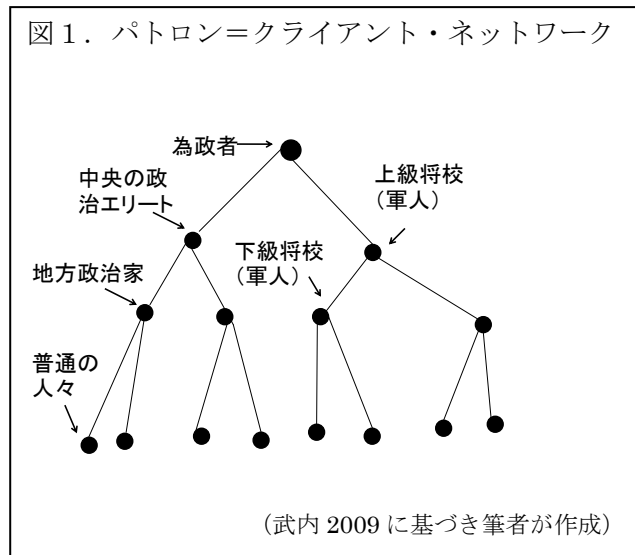 図１．パトロン＝クライアント・ネットワーク
為政者
中央の政
治エリート
上級将校
（軍人）
地方政治家
下級将校
（軍人）
普通の
人々
（武内 2009 に基づき筆者が作成）